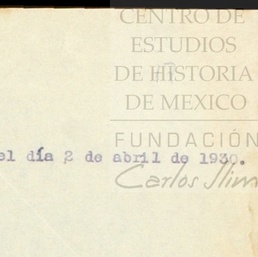 CENTRO DE
ESTUDIOS
DE HISTORIA
DE MEXICO
FUNDACIÓN
Carlos Slim
el día 2 de abril de 1930.